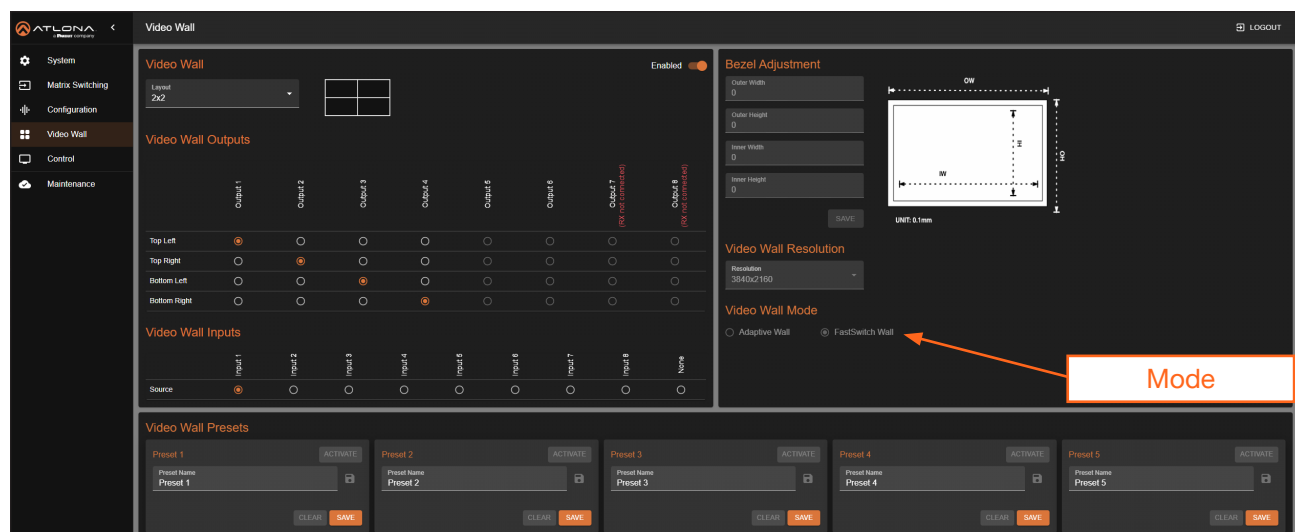 ATLONA
a Panduit company
Video Wall
LOGOUT
System
Matrix Switching
Configuration
Video Wall
Control
Maintenance
Video Wall
Enabled
Layout
2x2
Video Wall Outputs
Output 1
Output 2
Output 3
Output 4
Output 5
Output 6
Output 7
(RX not connected)
Output 8
(RX not connected)
Top Left
Top Right
Bottom Left
Bottom Right
Video Wall Inputs
Input 1
Input 2
Input 3
Input 4
Input 5
Input 6
Input 7
Input 8
None
Source
Bezel Adjustment
Outer Width
0
Outer Height
0
Inner Width
0
Inner Height
0
SAVE
OW
IH
OH
IW
UNIT: 0.1mm
Video Wall Resolution
Resolution
3840x2160
Video Wall Mode
Adaptive Wall
FastSwitch Wall
Mode
Video Wall Presets
Preset 1
ACTIVATE
Preset Name
Preset 1
CLEAR
SAVE
Preset 2
ACTIVATE
Preset Name
Preset 2
CLEAR
SAVE
Preset 3
ACTIVATE
Preset Name
Preset 3
CLEAR
SAVE
Preset 4
ACTIVATE
Preset Name
Preset 4
CLEAR
SAVE
Preset 5
ACTIVATE
Preset Name
Preset 5
CLEAR
SAVE